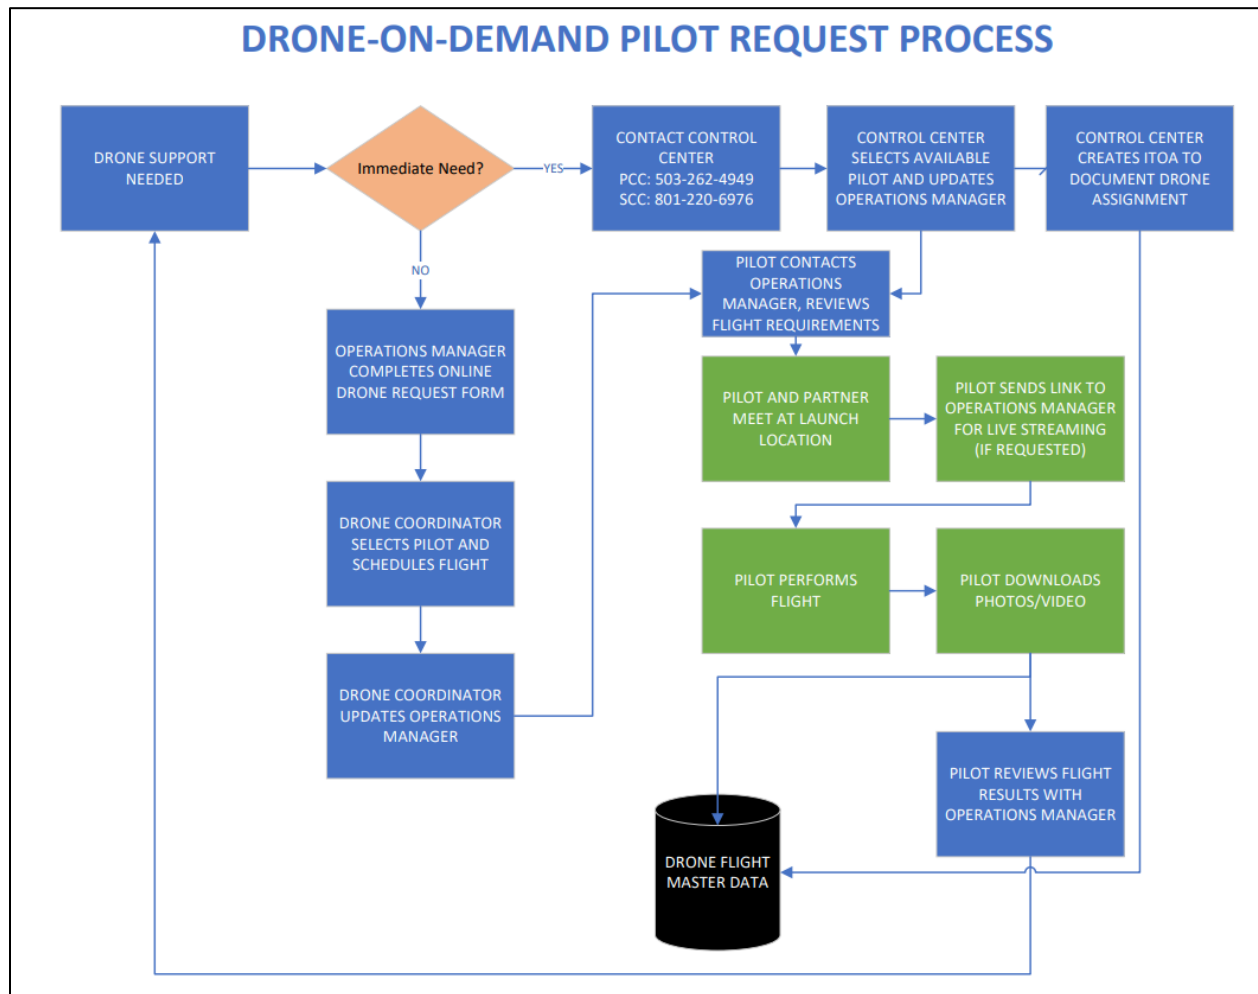 DRONE-ON-DEMAND PILOT REQUEST PROCESS
DRONE SUPPORT
NEEDED
Immediate Need?
YES
CONTACT CONTROL
CENTER
PCC: 503-262-4949
SCC: 801-220-6976
CONTROL CENTER
SELECTS AVAILABLE
PILOT AND UPDATES
OPERATIONS MANAGER
CONTROL CENTER
CREATES ITOA TO
DOCUMENT DRONE
ASSIGNMENT
NO
PILOT CONTACTS
OPERATIONS
MANAGER, REVIEWS
FLIGHT REQUIREMENTS
OPERATIONS MANAGER
COMPLETES ONLINE
DRONE REQUEST FORM
PILOT AND PARTNER
MEET AT LAUNCH
LOCATION
PILOT SENDS LINK TO
OPERATIONS MANAGER
FOR LIVE STREAMING
(IF REQUESTED)
DRONE COORDINATOR
SELECTS PILOT AND
SCHEDULES FLIGHT
PILOT PERFORMS
FLIGHT
PILOT DOWNLOADS
PHOTOS/VIDEO
DRONE COORDINATOR
UPDATES OPERATIONS
MANAGER
PILOT REVIEWS FLIGHT
RESULTS WITH
OPERATIONS MANAGER
DRONE FLIGHT
MASTER DATA